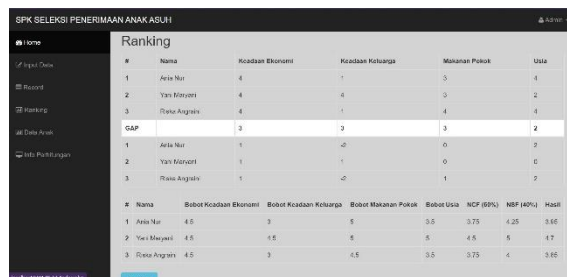 SPK SELEKSI PENERIMAAN ANAK ASUH
Admin
Home
Input Data
Record
Ranking
Data Anak
Info Perhitungan
Ranking
# Nama Keadaan Ekonomi Keadaan Keluarga Makanan Pokok Usia
1 Ania Nur 4 1 3 4
2 Yani Maryani 4 4 3 2
3 Riska Angraini 4 1 4 4
GAP 3 3 3 2
1 Ania Nur 1 -2 0 2
2 Yani Maryani 1 1 0 0
3 Riska Angraini 1 -2 1 2
# Nama Bobot Keadaan Ekonomi Bobot Keadaan Keluarga Bobot Makanan Pokok Bobot Usia NCF (60%) NSF (40%) Hasil
1 Ania Nur 4.5 3 5 3.5 3.75 4.25 3.95
2 Yani Maryani 4.5 4.5 5 5 4.5 5 4.7
3 Riska Angraini 4.5 3 4.5 3.5 3.75 4 3.85